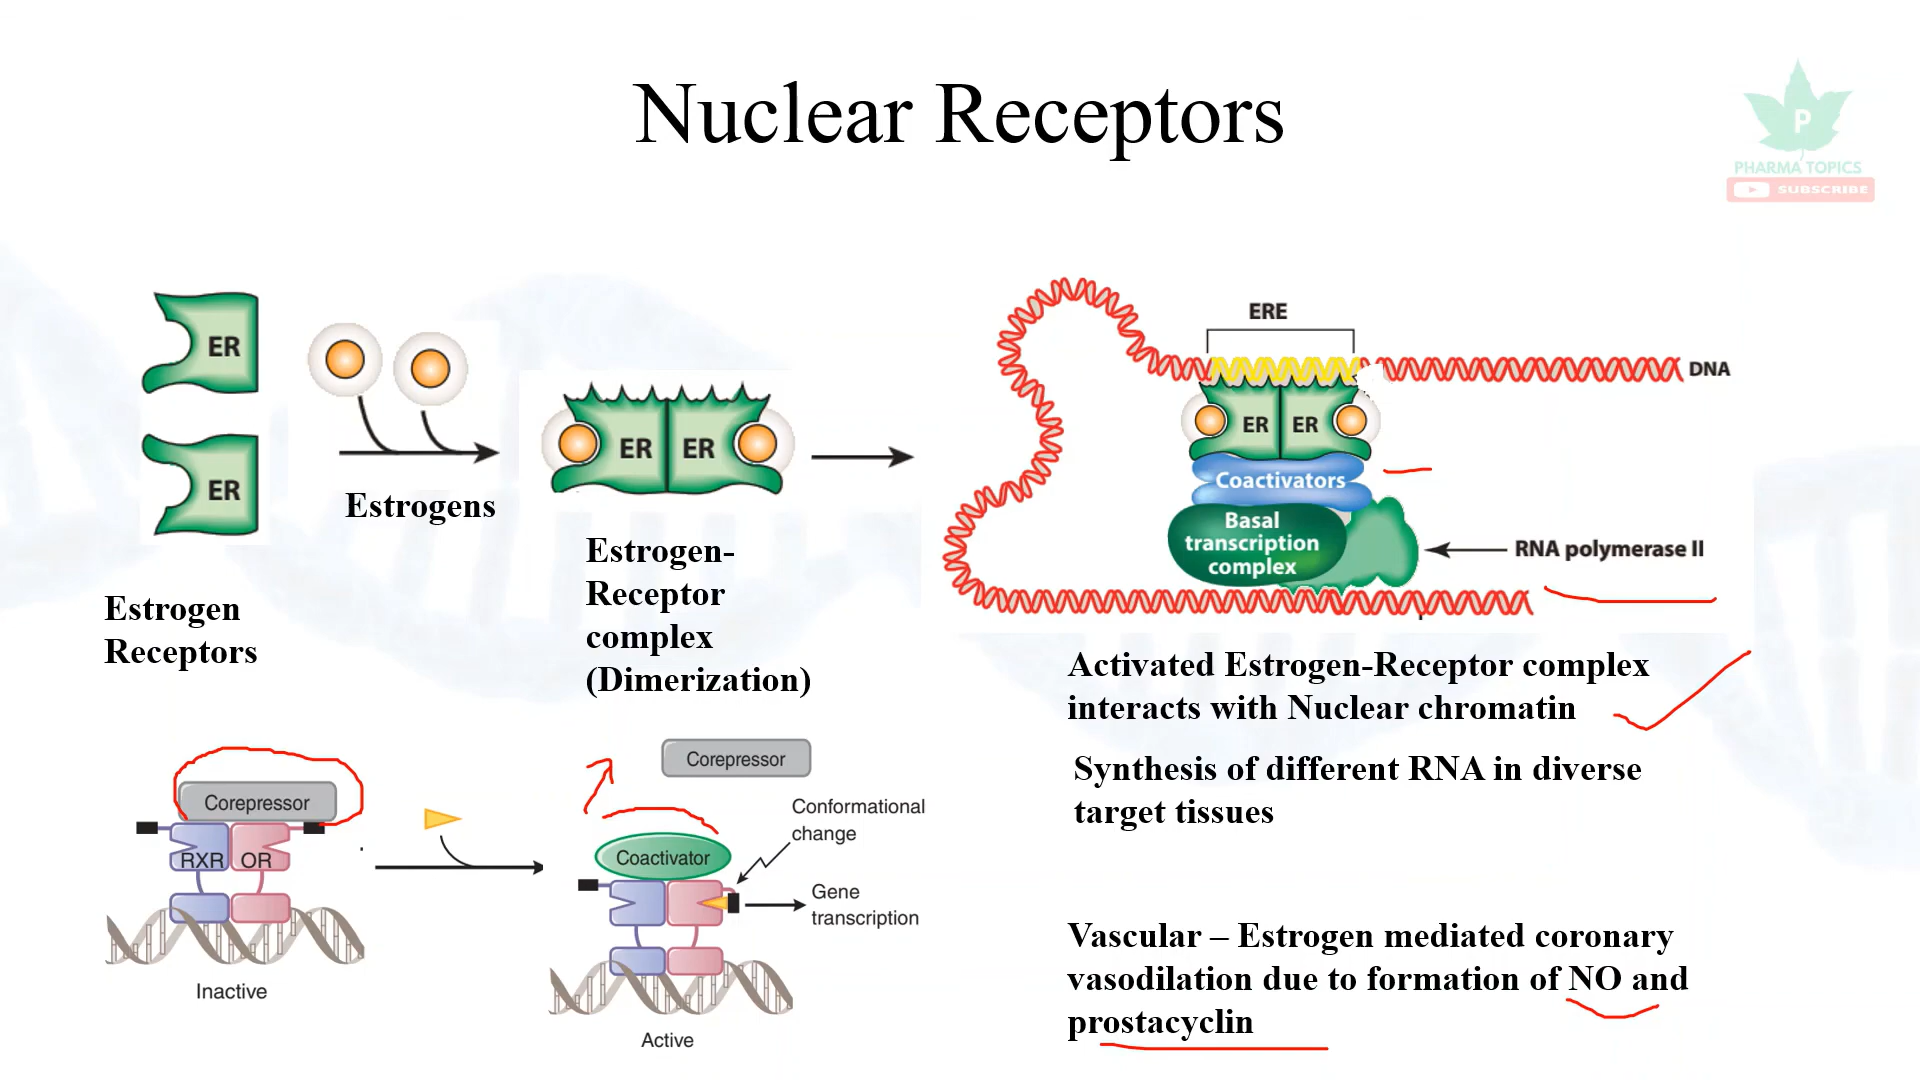 Nuclear Receptors
P
PHARMA TOPICS
SUBSCRIBE
ER
ER
Estrogens
Estrogen
Receptors
ER ER
Estrogen-
Receptor
complex
(Dimerization)
ERE
DNA
ER ER
Coactivators
Basal
transcription
complex
RNA polymerase II
Activated Estrogen-Receptor complex
interacts with Nuclear chromatin
Synthesis of different RNA in diverse
target tissues
Vascular – Estrogen mediated coronary
vasodilation due to formation of NO and
prostacyclin
Corepressor
RXR OR
Inactive
Corepressor
Coactivator
Conformational
change
Gene
transcription
Active